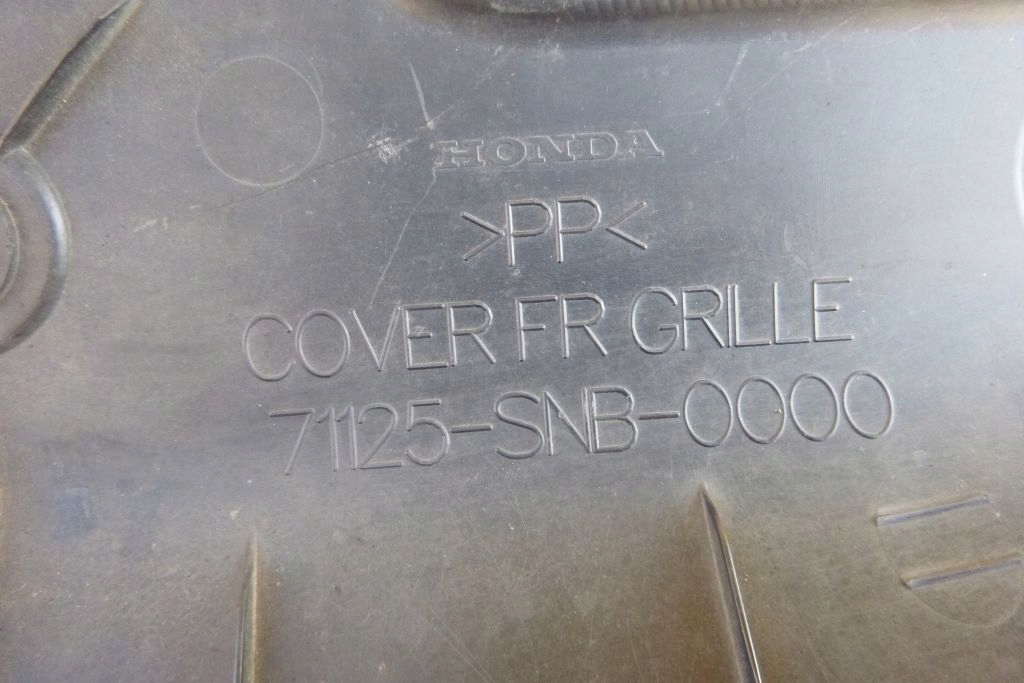 HONDA
>PP<
COVER FR GRILLE
71125-SNB-0000